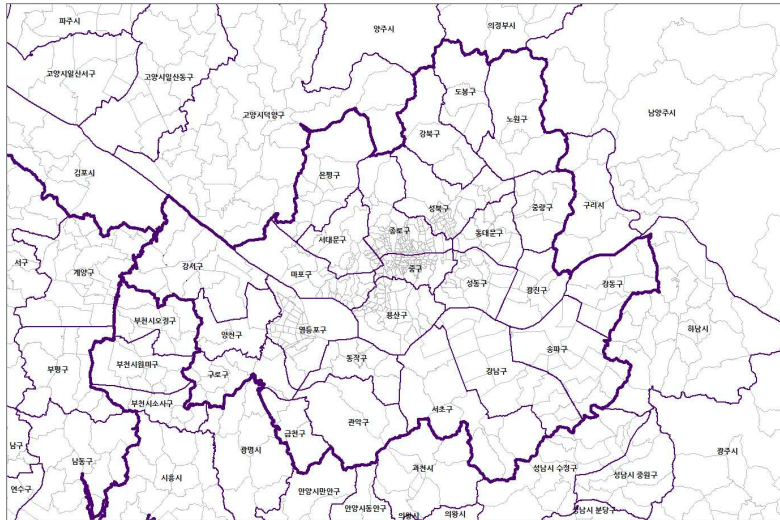 파주시
양주시
의정부시
고양시일산서구
고양시일산동구
도봉구
고양시덕양구
노원구
남양주시
강북구
은평구
김포시
성북구
중랑구
구리시
종로구
서대문구
동대문구
서구
강서구
중구
계양구
마포구
성동구
광진구
강동구
용산구
부천시오정구
영등포구
하남시
양천구
송파구
동작구
부천시원미구
부평구
구로구
강남구
부천시소사구
서초구
금천구
관악구
남구
광명시
광주시
남동구
과천시
성남시 수정구
시흥시
성남시 중원구
연수구
안양시만안구
안양시동안구
의왕시
의왕시
성남시 분당구